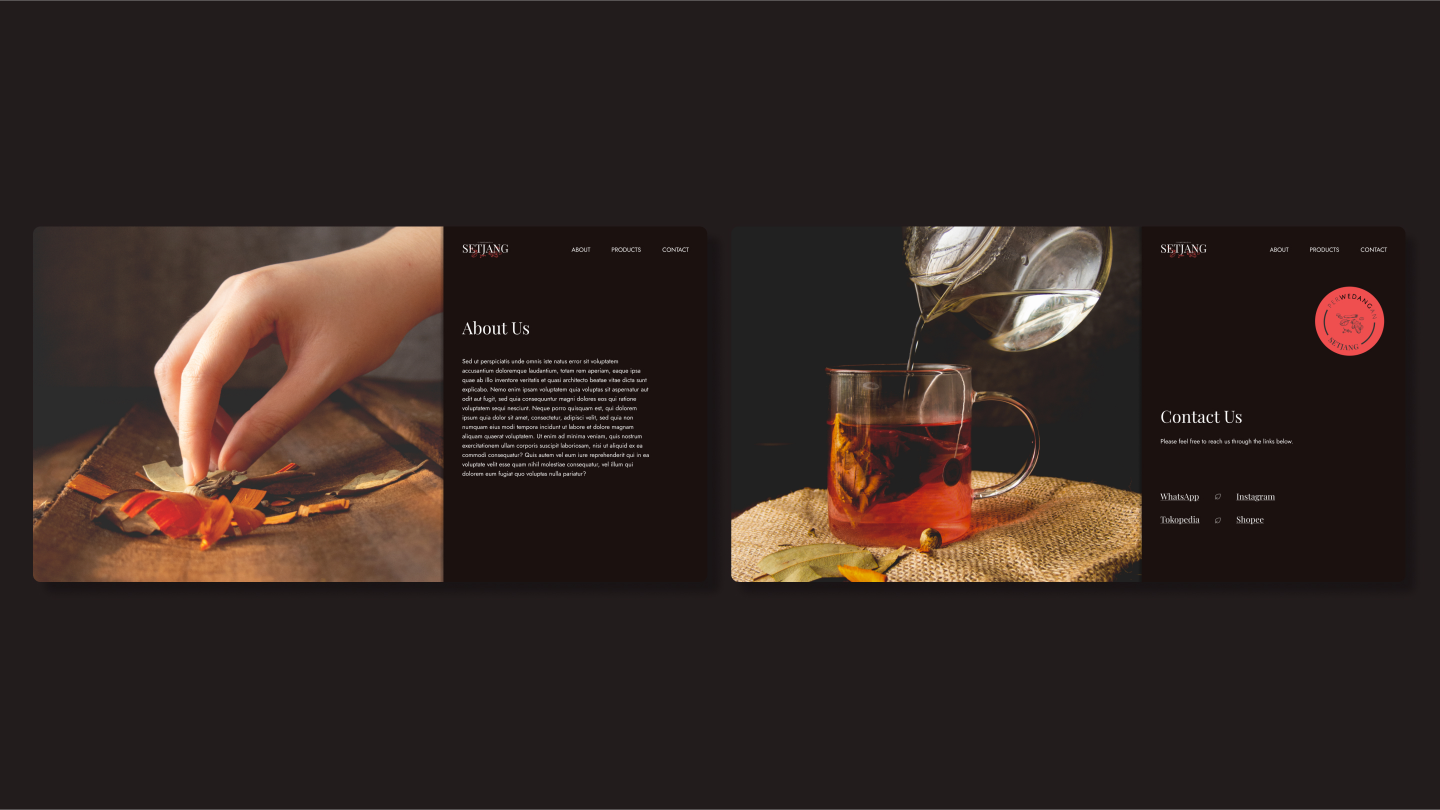 SETJANG
ABOUT PRODUCTS CONTACT
About Us
Sed ut perspiciatis unde omnis iste natus error sit voluptatem
accusantium doloremque laudantium, totam rem aperiam, eaque ipsa
quae ab illo inventore veritatis et quasi architecto beatae vitae dicta sunt
explicabo. Nemo enim ipsam voluptatem quia voluptas sit aspernatur aut
odit aut fugit, sed quia consequuntur magni dolores eos qui ratione
voluptatem sequi nesciunt. Neque porro quisquam est, qui dolorem
ipsum quia dolor sit amet, consectetur, adipisci velit, sed quia non
numquam eius modi tempora incidunt ut labore et dolore magnam
aliquam quaerat voluptatem. Ut enim ad minima veniam, quis nostrum
exercitationem ullam corporis suscipit laboriosam, nisi ut aliquid ex ea
commodi consequatur? Quis autem vel eum iure reprehenderit qui in ea
voluptate velit esse quam nihil molestiae consequatur, vel illum qui
dolorem eum fugiat quo voluptas nulla pariatur?
SETJANG
ABOUT PRODUCTS CONTACT
PERWEDANGAN
SETJANG
Contact Us
Please feel free to reach us through the links below.
WhatsApp Instagram
Tokopedia Shopee